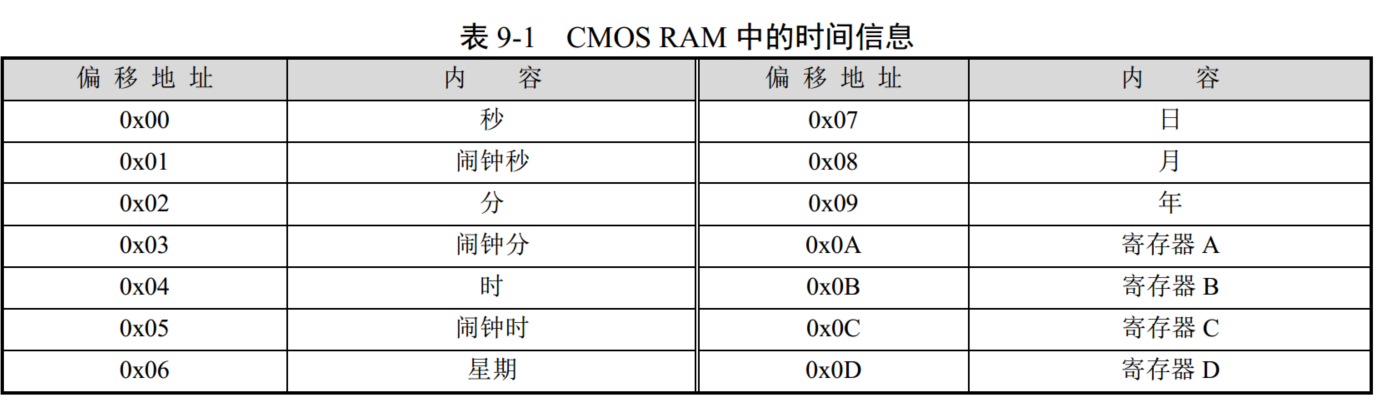 表 9-1 CMOS RAM 中的时间信息
偏 移 地 址 内 容 偏 移 地 址 内 容
0x00 秒 0x07 日
0x01 闹钟秒 0x08 月
0x02 分 0x09 年
0x03 闹钟分 0x0A 寄存器 A
0x04 时 0x0B 寄存器 B
0x05 闹钟时 0x0C 寄存器 C
0x06 星期 0x0D 寄存器 D